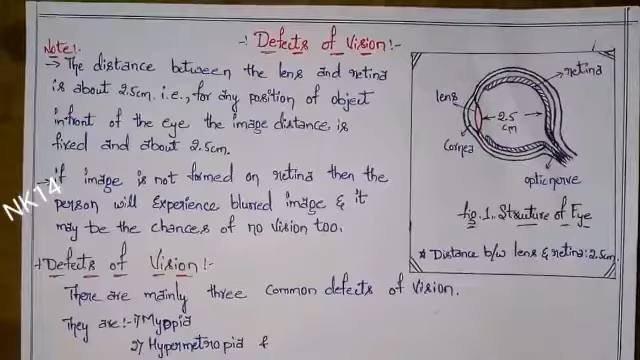 -: Defects of Vision :-
Note:-
→ The distance between the lens and retina
is about 2.5cm. i.e., for any position of object
infront of the eye the image distance is
fixed and about 2.5cm.
→ if image is not formed on retina then the
person will Experience blurred image & it
may be the chances of no vision too.
retina
lens
2.5
cm
Cornea
optic nerve
fig.1. Struture of Eye
* Distance b/w lens & retina: 2.5cm.
NK14
+ Defects of Vision :-
There are mainly three common defects of Vision.
They are :- 1) Myopia
2) Hypermetropia &